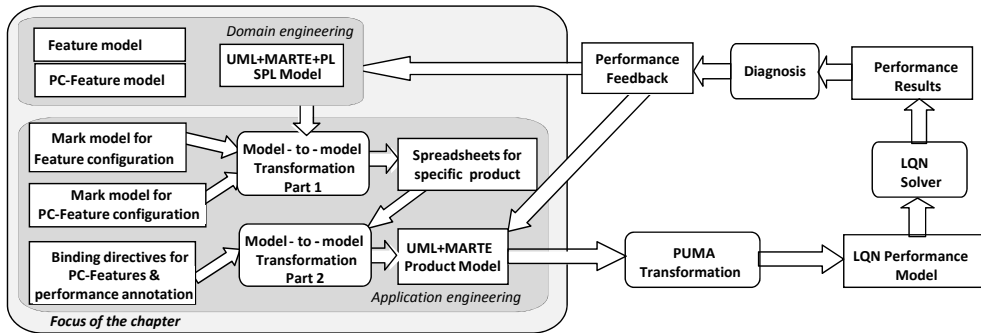 Domain engineering
Feature model
PC-Feature model
UML+MARTE+PL
SPL Model
Performance
Feedback
Diagnosis
Performance
Results
Mark model for
Feature configuration
Model - to - model
Transformation
Part 1
Spreadsheets for
specific product
LQN
Solver
Mark model for
PC-Feature configuration
Binding directives for
PC-Features &
performance annotation
Model - to - model
Transformation
Part 2
UML+MARTE
Product Model
PUMA
Transformation
LQN Performance
Model
Application engineering
Focus of the chapter